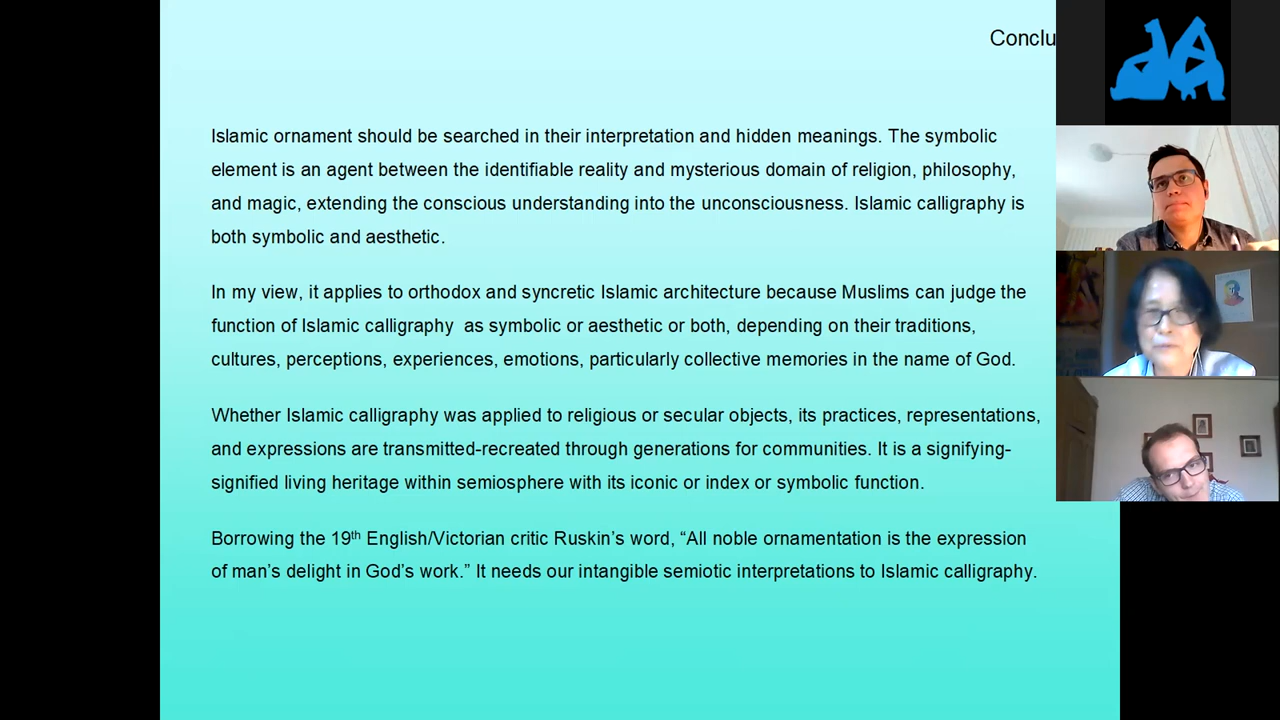 Conclu
Islamic ornament should be searched in their interpretation and hidden meanings. The symbolic
element is an agent between the identifiable reality and mysterious domain of religion, philosophy,
and magic, extending the conscious understanding into the unconsciousness. Islamic calligraphy is
both symbolic and aesthetic.
In my view, it applies to orthodox and syncretic Islamic architecture because Muslims can judge the
function of Islamic calligraphy  as symbolic or aesthetic or both, depending on their traditions,
cultures, perceptions, experiences, emotions, particularly collective memories in the name of God.
Whether Islamic calligraphy was applied to religious or secular objects, its practices, representations,
and expressions are transmitted-recreated through generations for communities. It is a signifying-
signified living heritage within semiosphere with its iconic or index or symbolic function.
Borrowing the 19th English/Victorian critic Ruskin’s word, “All noble ornamentation is the expression
of man’s delight in God’s work.” It needs our intangible semiotic interpretations to Islamic calligraphy.